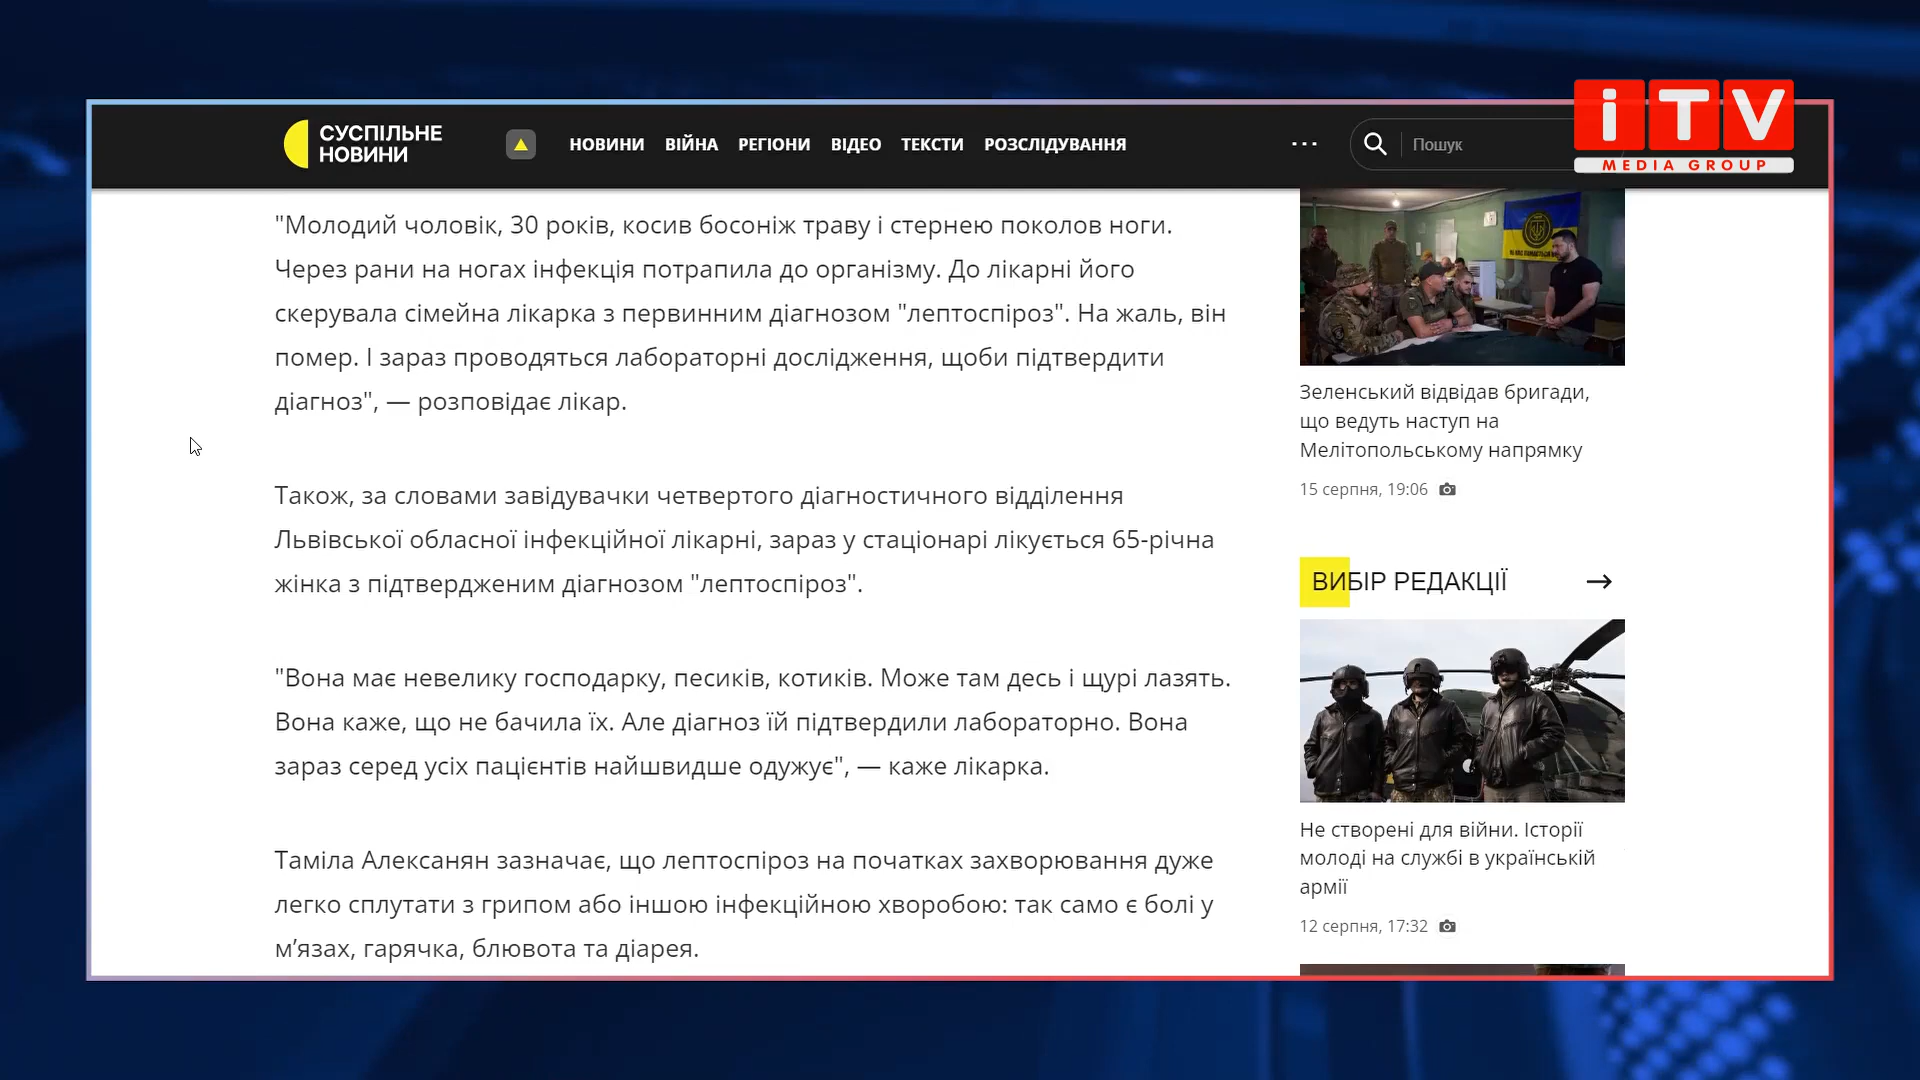 СУСПІЛЬНЕ
НОВИНИ
НОВИНИ ВІЙНА РЕГІОНИ ВІДЕО ТЕКСТИ РОЗСЛІДУВАННЯ
Пошук
iTV
MEDIA GROUP
"Молодий чоловік, 30 років, косив босоніж траву і стернею поколов ноги.
Через рани на ногах інфекція потрапила до організму. До лікарні його
скерувала сімейна лікарка з первинним діагнозом "лептоспіроз". На жаль, він
помер. І зараз проводяться лабораторні дослідження, щоби підтвердити
діагноз", — розповідає лікар.
Також, за словами завідувачки четвертого діагностичного відділення
Львівської обласної інфекційної лікарні, зараз у стаціонарі лікується 65-річна
жінка з підтвердженим діагнозом "лептоспіроз".
"Вона має невелику господарку, песиків, котиків. Може там десь і щурі лазять.
Вона каже, що не бачила їх. Але діагноз їй підтвердили лабораторно. Вона
зараз серед усіх пацієнтів найшвидше одужує", — каже лікарка.
Таміла Алексанян зазначає, що лептоспіроз на початках захворювання дуже
легко сплутати з грипом або іншою інфекційною хворобою: так само є болі у
м’язах, гарячка, блювота та діарея.
Зеленський відвідав бригади,
що ведуть наступ на
Мелітопольському напрямку
15 серпня, 19:06
ВИБІР РЕДАКЦІЇ
Не створені для війни. Історії
молоді на службі в українській
армії
12 серпня, 17:32